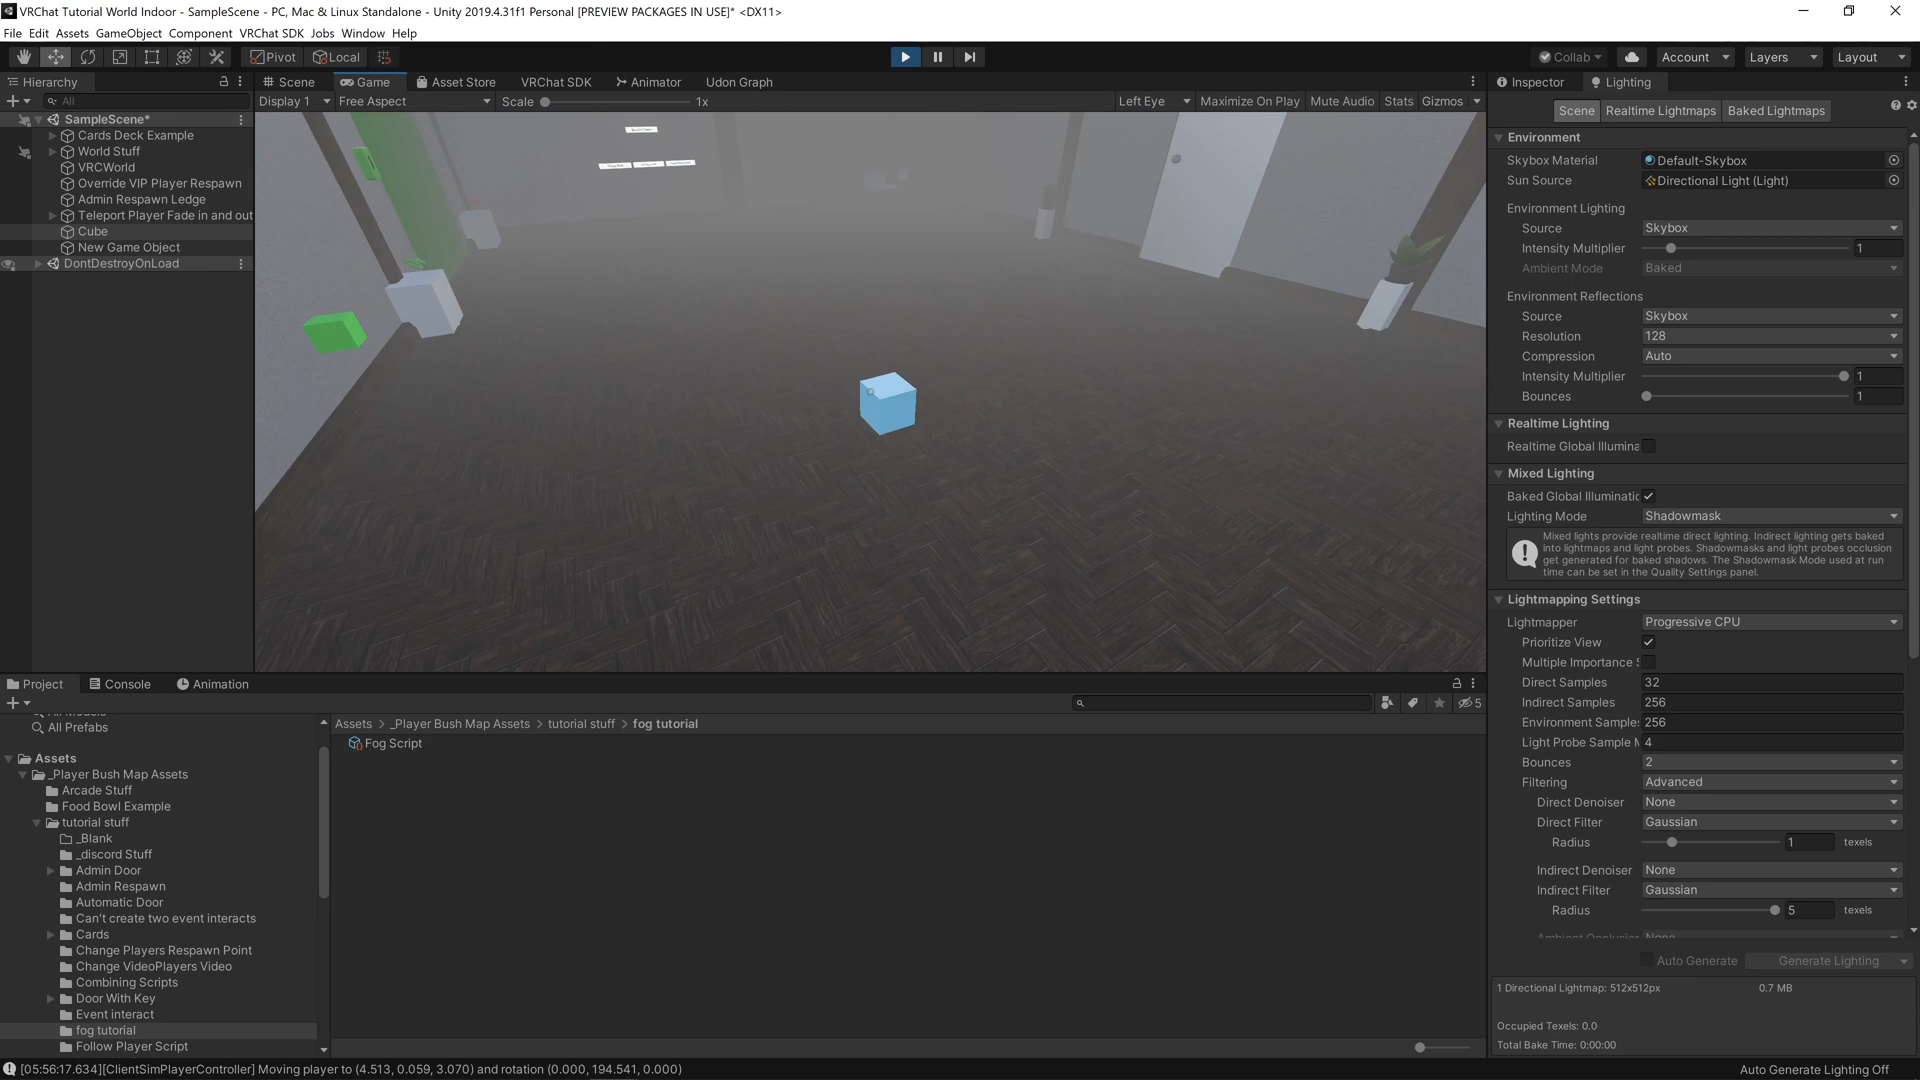 VRChat Tutorial World Indoor - SampleScene - PC, Mac & Linux Standalone - Unity 2019.4.31f1 Personal [PREVIEW PACKAGES IN USE]* <DX11>
File Edit Assets GameObject Component VRChat SDK Jobs Window Help
Pivot Local Collab Account Layers Layout
Hierarchy Scene Game Asset Store VRChat SDK Animator Udon Graph Inspector Lighting
All
Display 1 Free Aspect Scale 1x Left Eye Maximize On Play Mute Audio Stats Gizmos
SampleScene*
Cards Deck Example
World Stuff
VRCWorld
Override VIP Player Respawn
Admin Respawn Ledge
Teleport Player Fade in and out
Cube
New Game Object
DontDestroyOnLoad
Scene Realtime Lightmaps Baked Lightmaps
Environment
Skybox Material Default-Skybox
Sun Source Directional Light (Light)
Environment Lighting
Source Skybox
Intensity Multiplier 1
Ambient Mode Baked
Environment Reflections
Source Skybox
Resolution 128
Compression Auto
Intensity Multiplier 1
Bounces 1
Realtime Lighting
Realtime Global Illumina
Mixed Lighting
Baked Global Illuminatic
Lighting Mode Shadowmask
Mixed lights provide realtime direct lighting. Indirect lighting gets baked
into lightmaps and light probes. Shadowmasks and light probes occlusion
get generated for baked shadows. The Shadowmask Mode used at run
time can be set in the Quality Settings panel.
Lightmapping Settings
Lightmapper Progressive CPU
Prioritize View
Multiple Importance S
Direct Samples 32
Indirect Samples 256
Environment Sample 256
Light Probe Sample M 4
Bounces 2
Filtering Advanced
Direct Denoiser None
Direct Filter Gaussian
Radius 1 texels
Indirect Denoiser None
Indirect Filter Gaussian
Radius 5 texels
Ambient Occlusion None
Auto Generate Generate Lighting
1 Directional Lightmap: 512x512px 0.7 MB
Occupied Texels: 0.0
Total Bake Time: 0:00:00
Project Console Animation
5
All Models
All Prefabs
Assets
_Player Bush Map Assets
Arcade Stuff
Food Bowl Example
tutorial stuff
_Blank
_discord Stuff
Admin Door
Admin Respawn
Automatic Door
Can't create two event interacts
Cards
Change Players Respawn Point
Change VideoPlayers Video
Combining Scripts
Door With Key
Event interact
fog tutorial
Follow Player Script
Assets > _Player Bush Map Assets > tutorial stuff > fog tutorial
Fog Script
[05:56:17.634][ClientSimPlayerController] Moving player to (4.513, 0.059, 3.070) and rotation (0.000, 194.541, 0.000)
Auto Generate Lighting Off